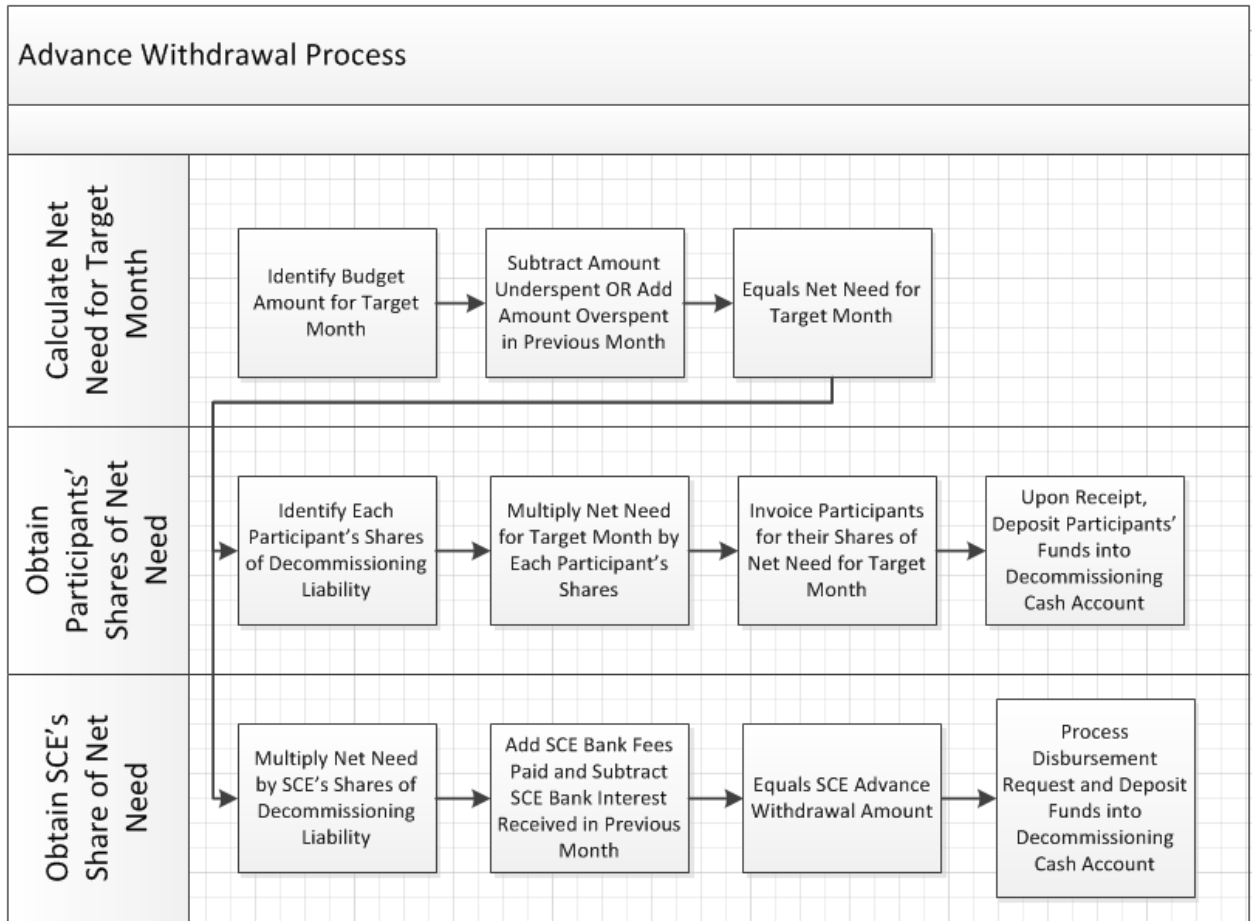 Advance Withdrawal Process
Calculate Net
Need for Target
Month
Identify Budget
Amount for Target
Month
Subtract Amount
Underspent OR Add
Amount Overspent
in Previous Month
Equals Net Need for
Target Month
Obtain
Participants’
Shares of Net
Need
Identify Each
Participant’s Shares
of Decommissioning
Liability
Multiply Net Need
for Target Month by
Each Participant’s
Shares
Invoice Participants
for their Shares of
Net Need for Target
Month
Upon Receipt,
Deposit Participants’
Funds into
Decommissioning
Cash Account
Obtain SCE’s
Share of Net
Need
Multiply Net Need
by SCE’s Shares of
Decommissioning
Liability
Add SCE Bank Fees
Paid and Subtract
SCE Bank Interest
Received in Previous
Month
Equals SCE Advance
Withdrawal Amount
Process
Disbursement
Request and Deposit
Funds into
Decommissioning
Cash Account